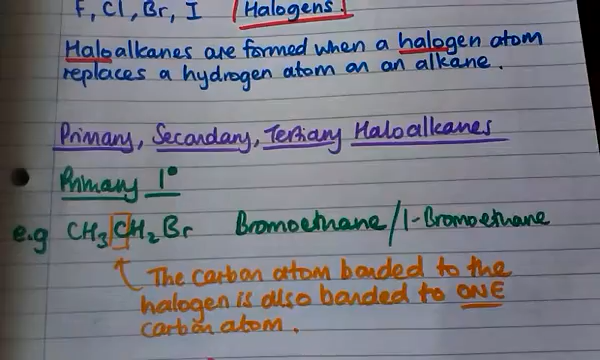 F, Cl, Br, I Halogens
Haloalkanes are formed when a halogen atom
replaces a hydrogen atom on an alkane.
Primary, Secondary, Tertiary Haloalkanes
Primary 1°
e.g CH₃CH₂Br Bromoethane/1-Bromoethane
The carbon atom bonded to the
halogen is also bonded to ONE
carbon atom.